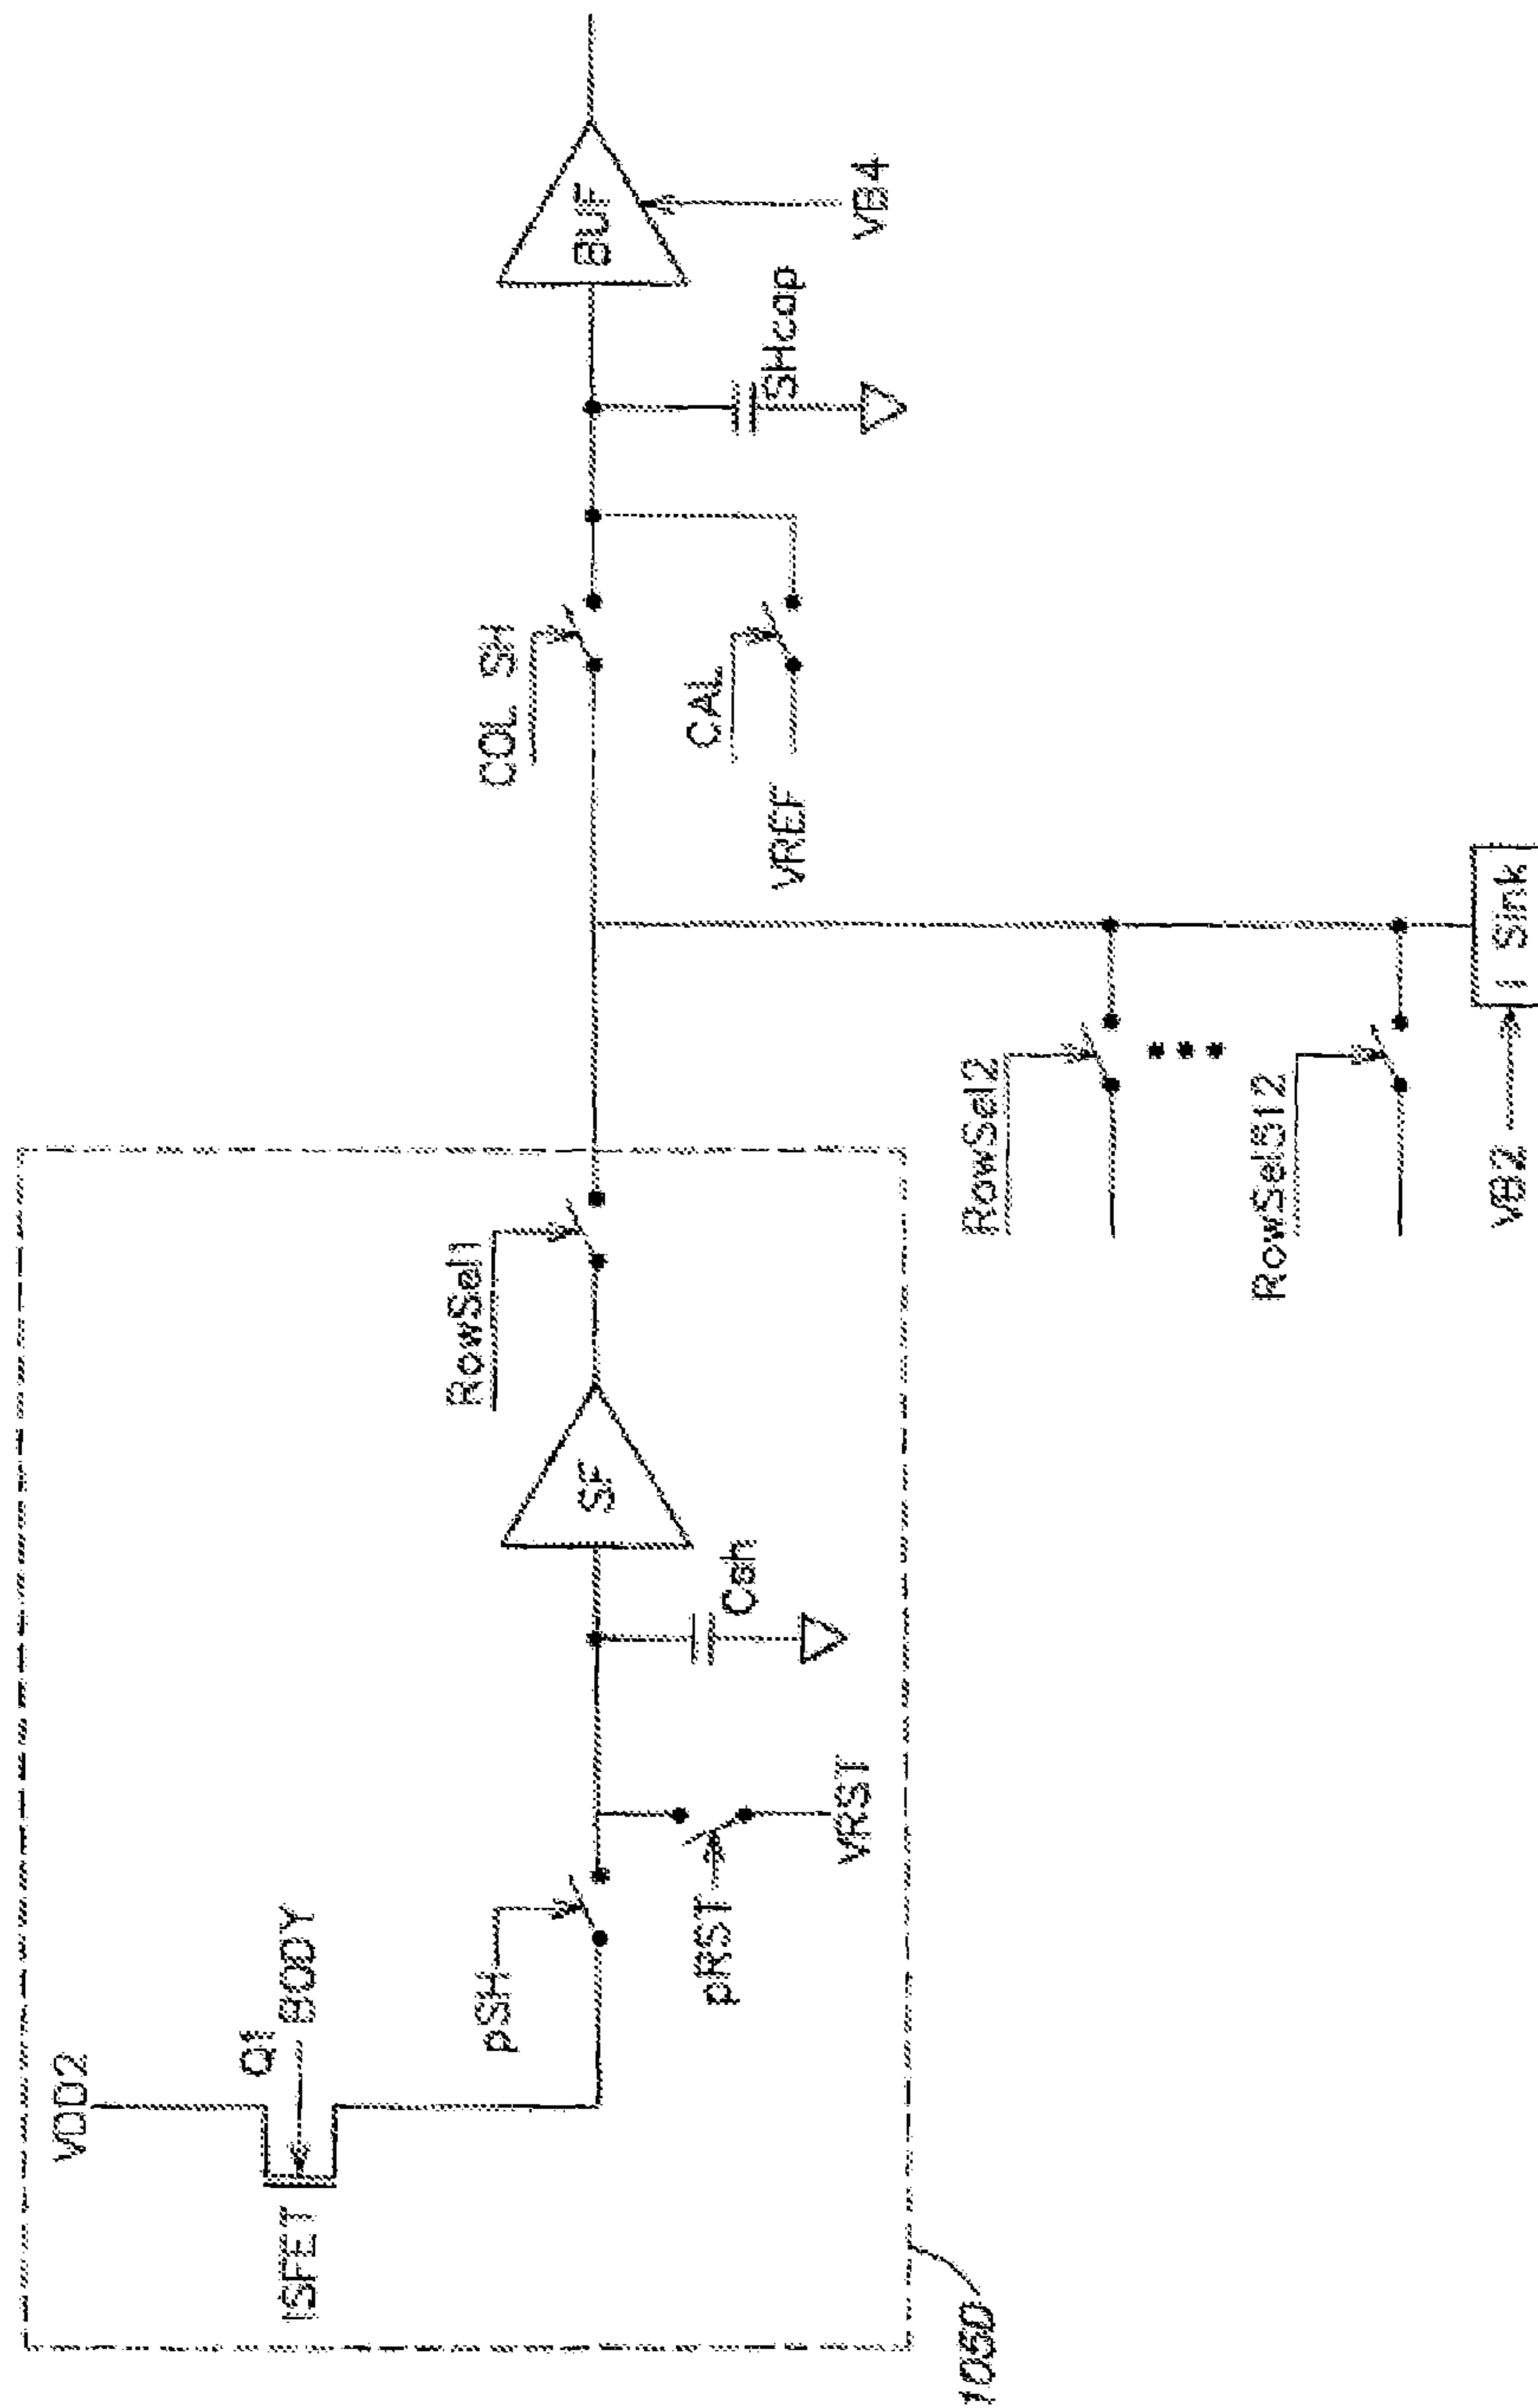 VDD2
Q1
BODY
ISFET
pSH
pRST
VRST
Csh
SF
RowSel1
RowSel2
RowSel512
VB2
I Sink
COL SH
CAL
VREF
SHcap
BUF
VB4
1050